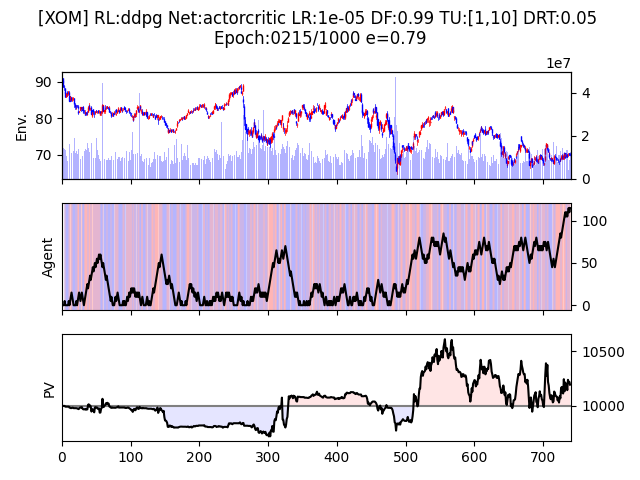 [XOM] RL:ddpg Net:actorcritic LR:1e-05 DF:0.99 TU:[1,10] DRT:0.05
Epoch:0215/1000 e=0.79
1e7
90
80
70
Env.
4
2
0
Agent
100
50
0
PV
10500
10000
0 100 200 300 400 500 600 700